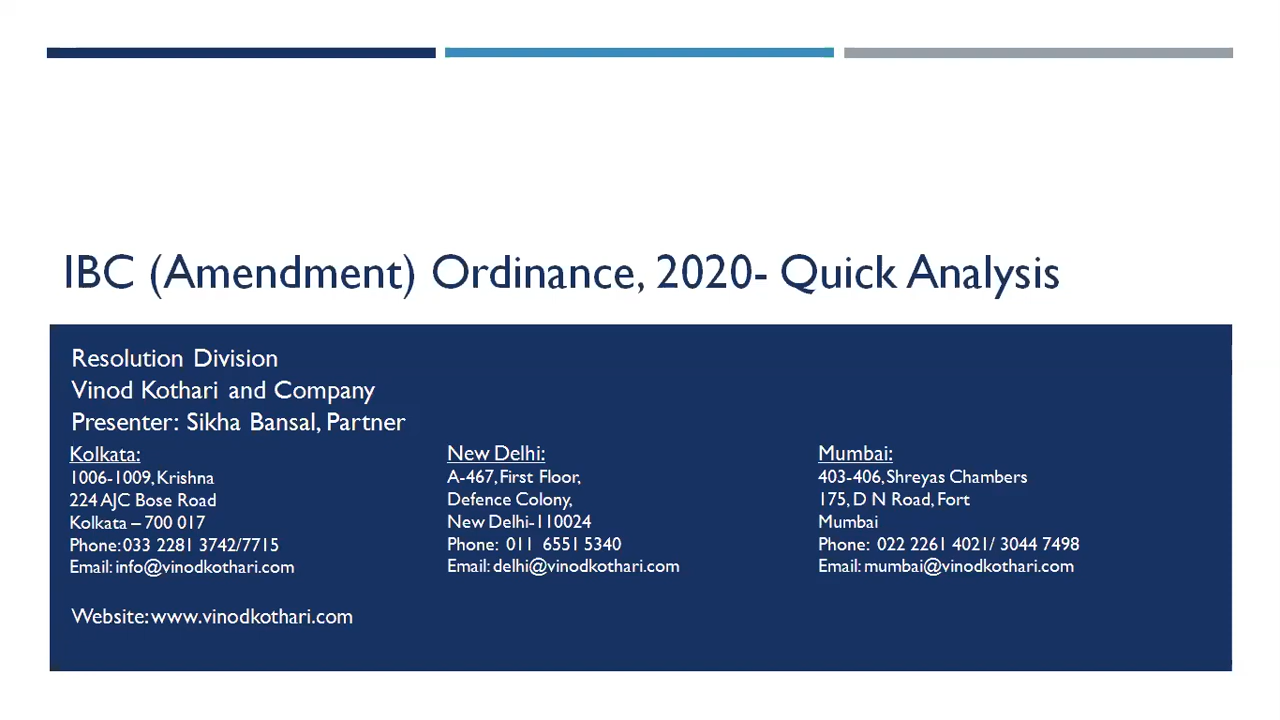 IBC (Amendment) Ordinance, 2020- Quick Analysis
Resolution Division
Vinod Kothari and Company
Presenter: Sikha Bansal, Partner
Kolkata:
1006-1009, Krishna
224 AJC Bose Road
Kolkata – 700 017
Phone: 033 2281 3742/7715
Email: info@vinodkothari.com
New Delhi:
A-467, First Floor,
Defence Colony,
New Delhi-110024
Phone: 011 6551 5340
Email: delhi@vinodkothari.com
Mumbai:
403-406, Shreyas Chambers
175, D N Road, Fort
Mumbai
Phone: 022 2261 4021/ 3044 7498
Email: mumbai@vinodkothari.com
Website: www.vinodkothari.com